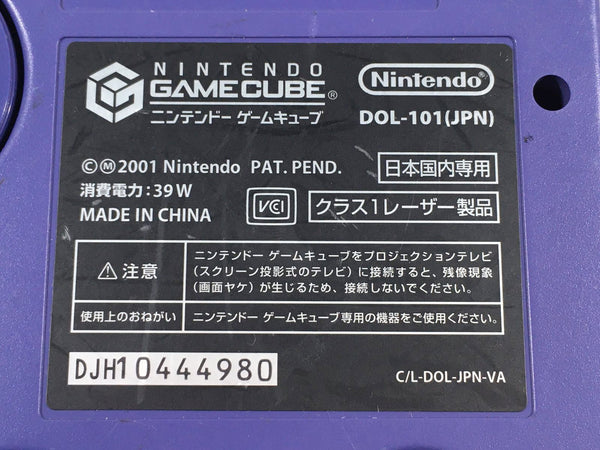 NINTENDO
GAMECUBE®
ニンテンドー ゲームキューブ
Nintendo®
DOL-101(JPN)
©Ⓜ2001 Nintendo PAT. PEND.
日本国内専用
消費電力：39W
MADE IN CHINA
VCI
クラス1レーザー製品
⚠注意
ニンテンドー ゲームキューブをプロジェクションテレビ
(スクリーン投影式のテレビ)に接続すると、残像現象
(画面ヤケ)が生じるため、接続しないでください。
使用上のおねがい
ニンテンドー ゲームキューブ専用の機器をご使用ください。
DJH10444980
C/L-DOL-JPN-VA